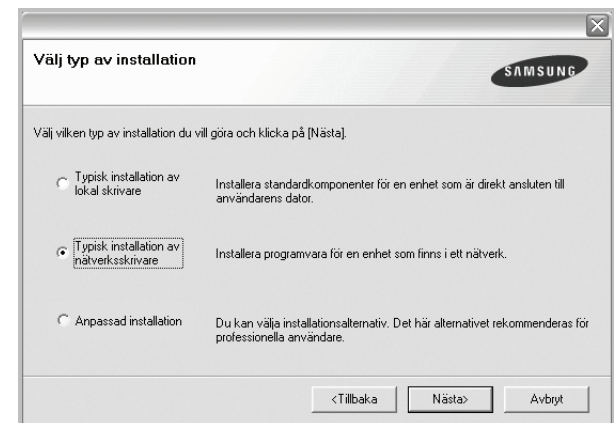 Välj typ av installation
SAMSUNG
Välj vilken typ av installation du vill göra och klicka på [Nästa].
Typisk installation av
lokal skrivare
Installera standardkomponenter för en enhet som är direkt ansluten till
användarens dator.
Typisk installation av
nätverksskrivare
Installera programvara för en enhet som finns i ett nätverk.
Anpassad installation
Du kan välja installationsalternativ. Det här alternativet rekommenderas för
professionella användare.
<Tillbaka
Nästa>
Avbryt